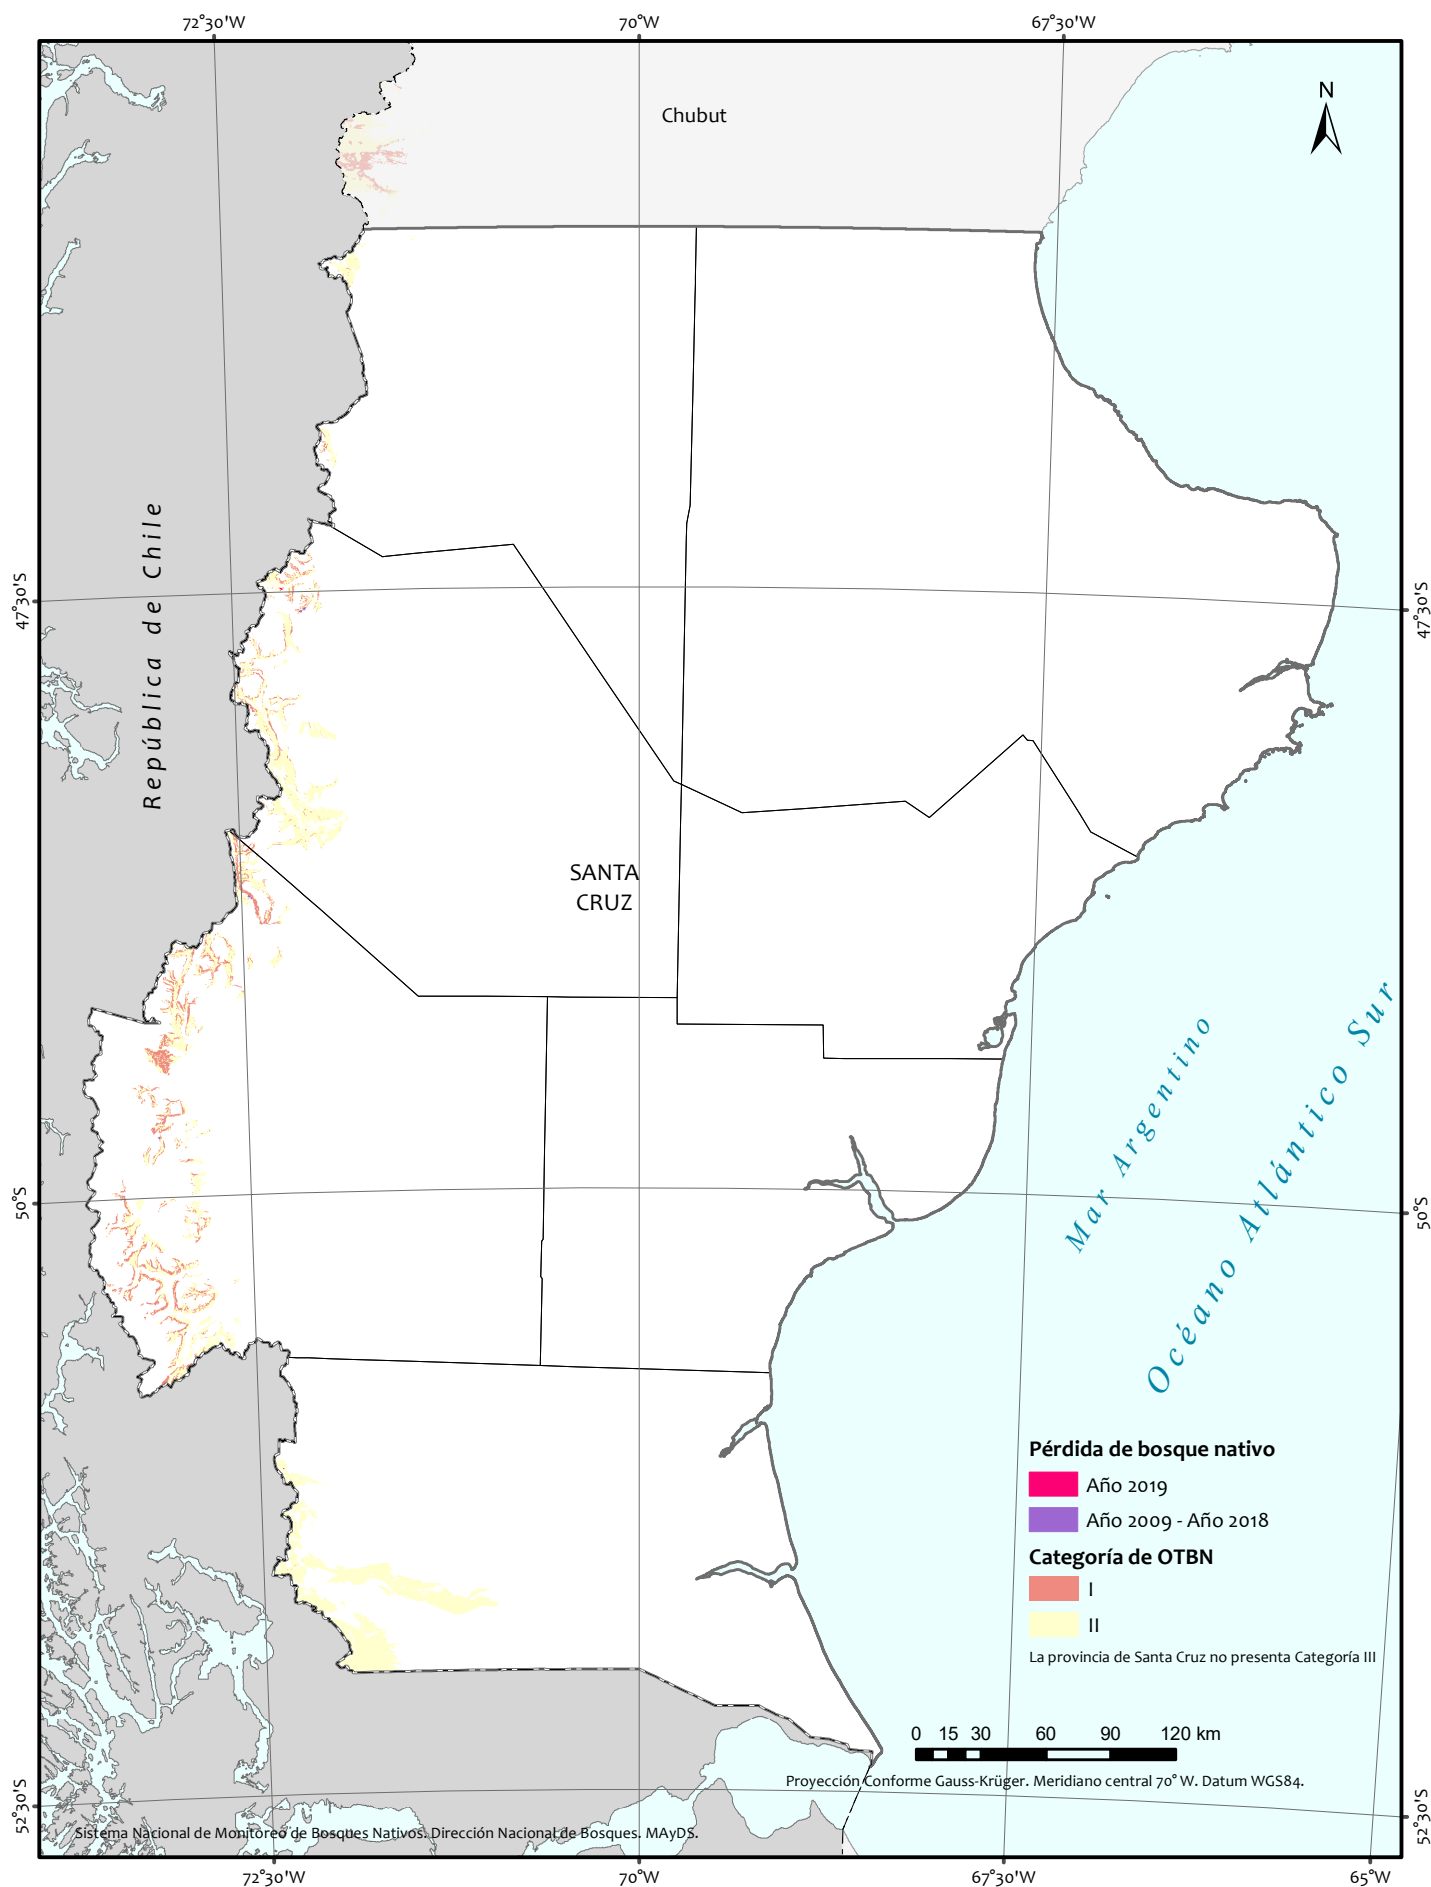 72°30'W
70°W
67°30'W
N
Chubut
47°30'S
47°30'S
República de Chile
SANTA
CRUZ
Mar Argentino
Océano Atlántico Sur
50°S
50°S
Pérdida de bosque nativo
Año 2019
Año 2009 - Año 2018
Categoría de OTBN
I
II
La provincia de Santa Cruz no presenta Categoría III
0 15 30 60 90 120 km
Proyección Conforme Gauss-Krüger. Meridiano central 70° W. Datum WGS84.
52°30'S
52°30'S
Sistema Nacional de Monitoreo de Bosques Nativos. Dirección Nacional de Bosques. MAyDS.
72°30'W
70°W
67°30'W
65°W